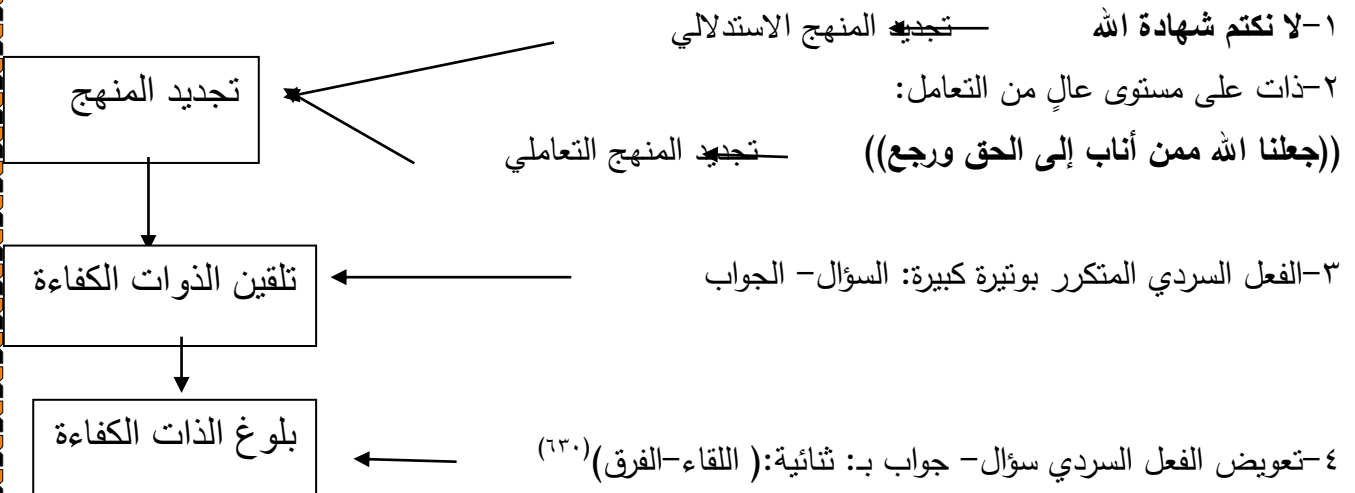 ١-لا نكتم شهادة الله تجديد المنهج الاستدلالي
تجديد المنهج
٢-ذات على مستوى عالٍ من التعامل:
((جعلنا الله ممن أناب إلى الحق ورجع)) تجديد المنهج التعاملي
٣-الفعل السردي المتكرر بوتيرة كبيرة: السؤال- الجواب
تلقين الذوات الكفاءة
٤-تعويض الفعل السردي سؤال- جواب بـ: ثنائية:( اللقاء-الفرق)(٦٣٠)
بلوغ الذات الكفاءة